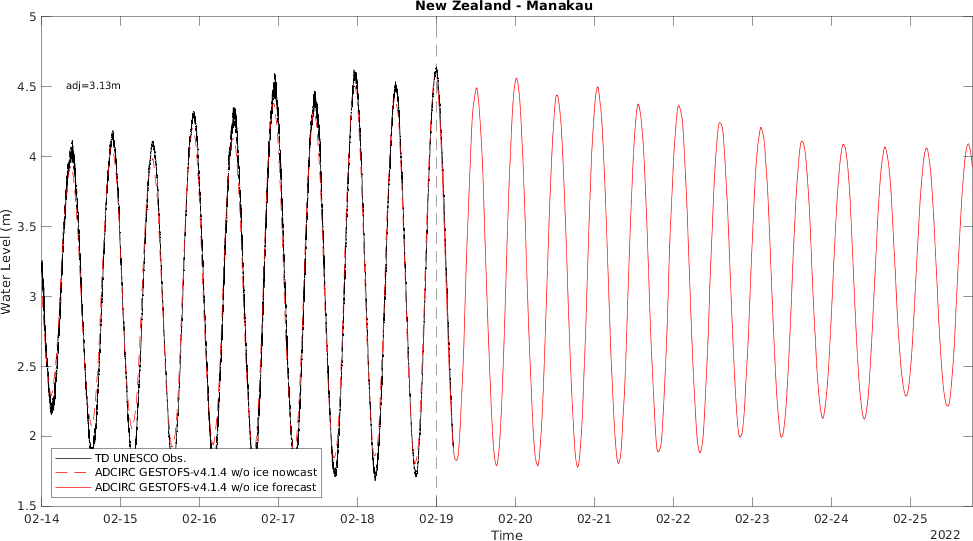 New Zealand - Manakau
5
4.5
4
3.5
3
2.5
2
1.5
Water Level (m)
adj=3.13m
TD UNESCO Obs.
ADCIRC GESTOFS-v4.1.4 w/o ice nowcast
ADCIRC GESTOFS-v4.1.4 w/o ice forecast
02-14 02-15 02-16 02-17 02-18 02-19 02-20 02-21 02-22 02-23 02-24 02-25
Time
2022